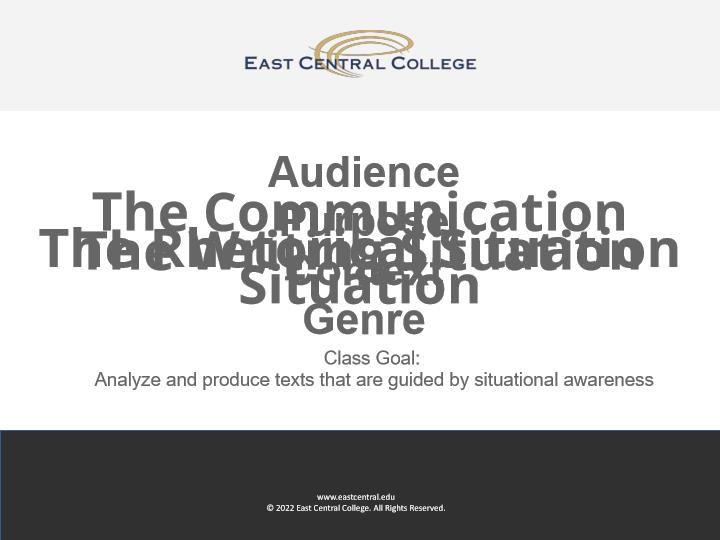 EAST CENTRAL COLLEGE
Audience
The Communication
Situation
Purpose
The Rhetorical Situation
The Writing Situation
Context
Genre
Class Goal:
Analyze and produce texts that are guided by situational awareness
www.eastcentral.edu
© 2022 East Central College. All Rights Reserved.